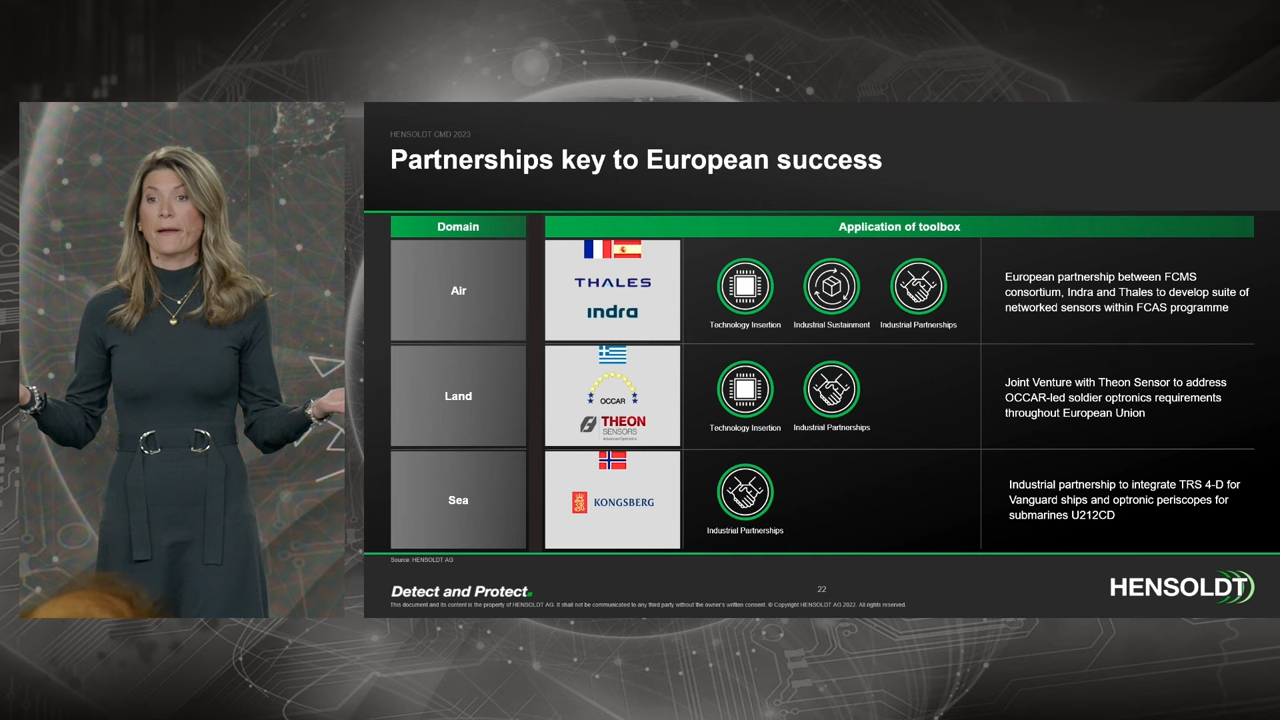 HENSOLDT CMD 2023
Partnerships key to European success
Domain
Application of toolbox
Air
THALES
indra
Technology Insertion
Industrial Sustainment
Industrial Partnerships
European partnership between FCMS
consortium, Indra and Thales to develop suite of
networked sensors within FCAS programme
Land
OCCAR
THEON
SENSORS
Advanced Optronics
Technology Insertion
Industrial Partnerships
Joint Venture with Theon Sensor to address
OCCAR-led soldier optronics requirements
throughout European Union
Sea
KONGSBERG
Industrial Partnerships
Industrial partnership to integrate TRS 4-D for
Vanguard ships and optronic periscopes for
submarines U212CD
Source: HENSOLDT AG
Detect and Protect.
22
HENSOLDT
This document and its content is the property of HENSOLDT AG. It shall not be communicated to any third party without the owner's written consent. © Copyright HENSOLDT AG 2022. All rights reserved.